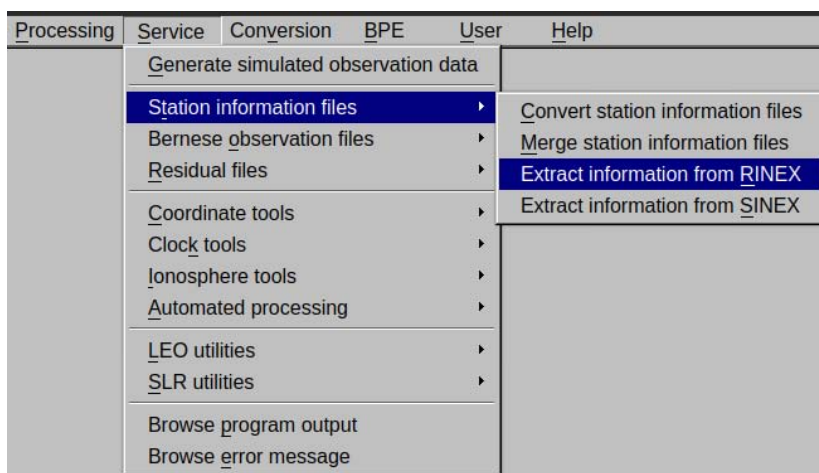 Processing Service Conversion BPE User Help
Generate simulated observation data
Station information files
Bernese observation files
Residual files
Coordinate tools
Clock tools
Ionosphere tools
Automated processing
LEO utilities
SLR utilities
Browse program output
Browse error message
Convert station information files
Merge station information files
Extract information from RINEX
Extract information from SINEX